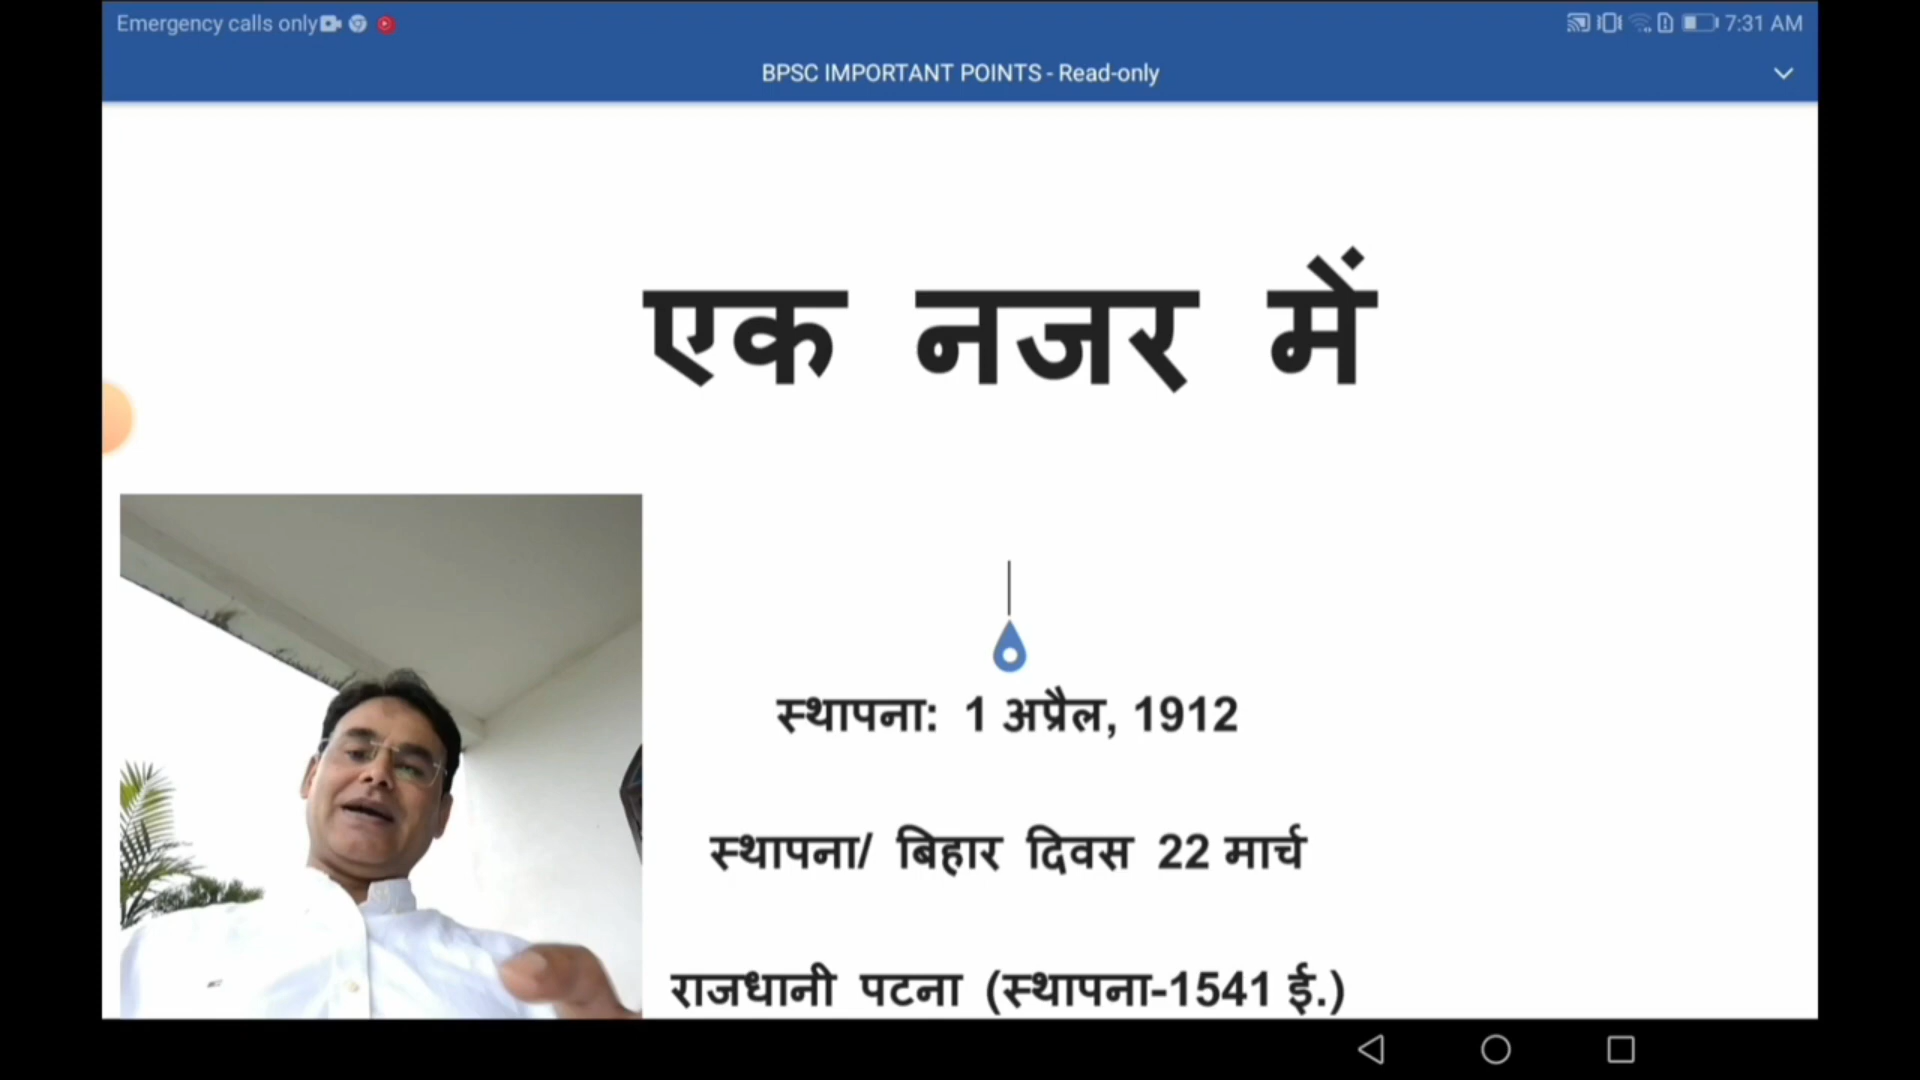 Emergency calls only
7:31 AM
BPSC IMPORTANT POINTS - Read-only
एक नजर में
स्थापना: 1 अप्रैल, 1912
स्थापना/ बिहार दिवस 22 मार्च
राजधानी पटना (स्थापना-1541 ई.)